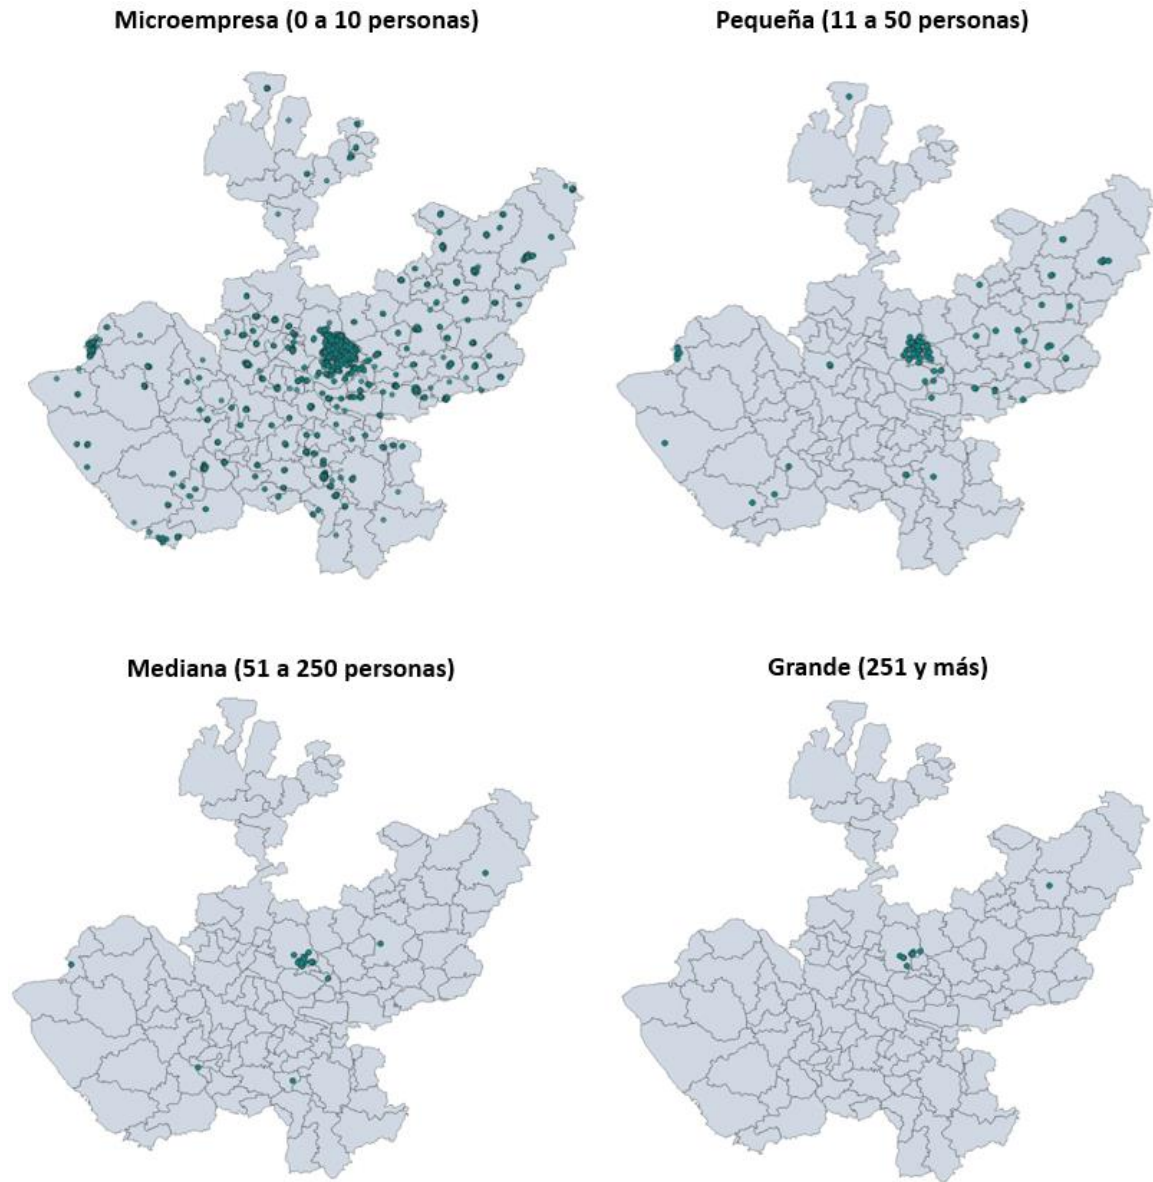 Microempresa (0 a 10 personas)
Pequeña (11 a 50 personas)
Mediana (51 a 250 personas)
Grande (251 y más)